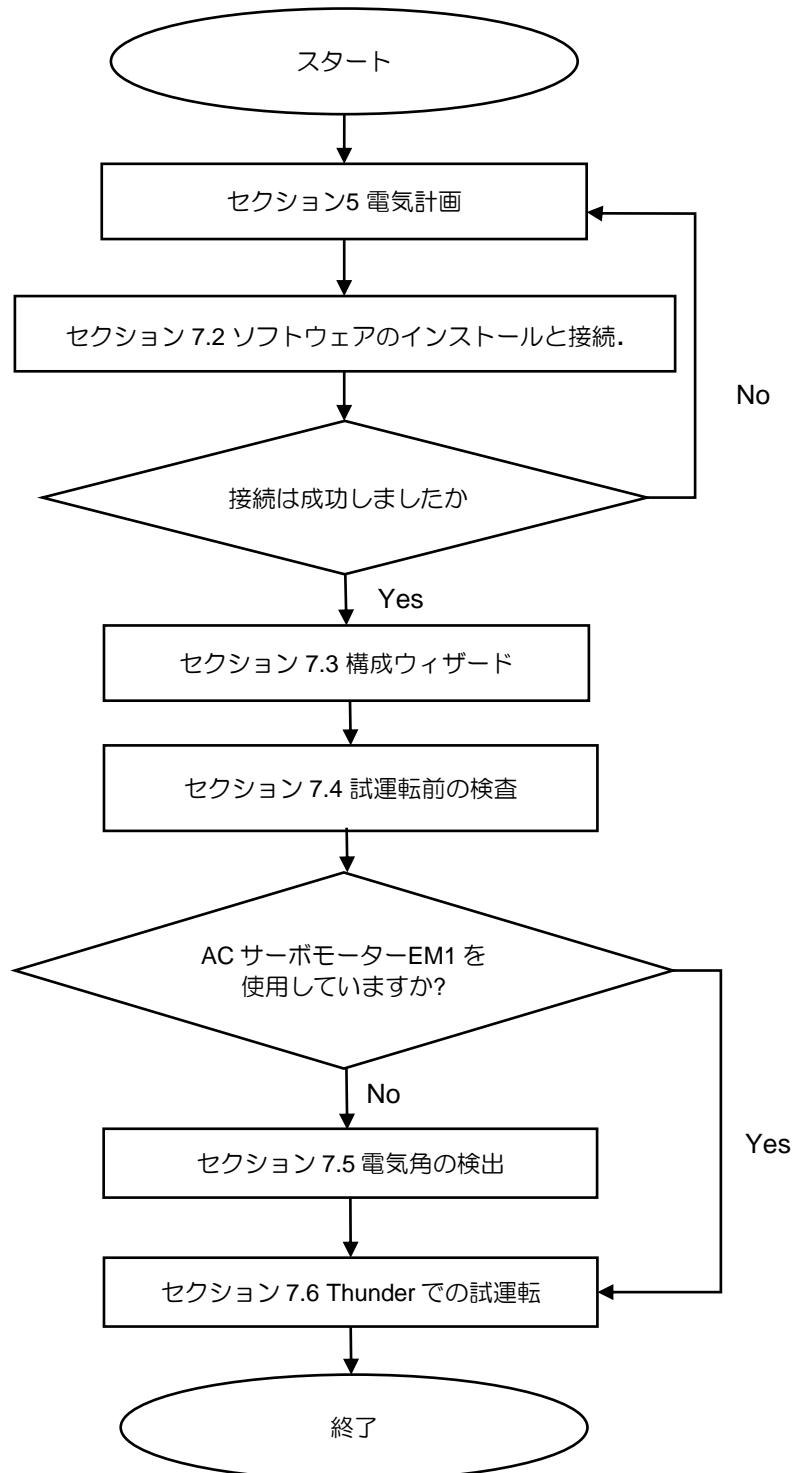 スタート
セクション5 電気計画
セクション 7.2 ソフトウェアのインストールと接続.
No
接続は成功しましたか
Yes
セクション 7.3 構成ウィザード
セクション 7.4 試運転前の検査
AC サーボモーターEM1 を
使用していますか?
No
Yes
セクション 7.5 電気角の検出
セクション 7.6 Thunder での試運転
終了